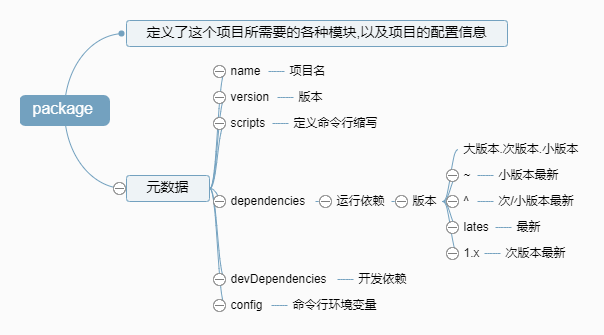 package
定义了这个项目所需要的各种模块,以及项目的配置信息
元数据
name 项目名
version 版本
scripts 定义命令行缩写
dependencies 运行依赖 版本
大版本.次版本.小版本
~ 小版本最新
^ 次/小版本最新
lates 最新
1.x 次版本最新
devDependencies 开发依赖
config 命令行环境变量